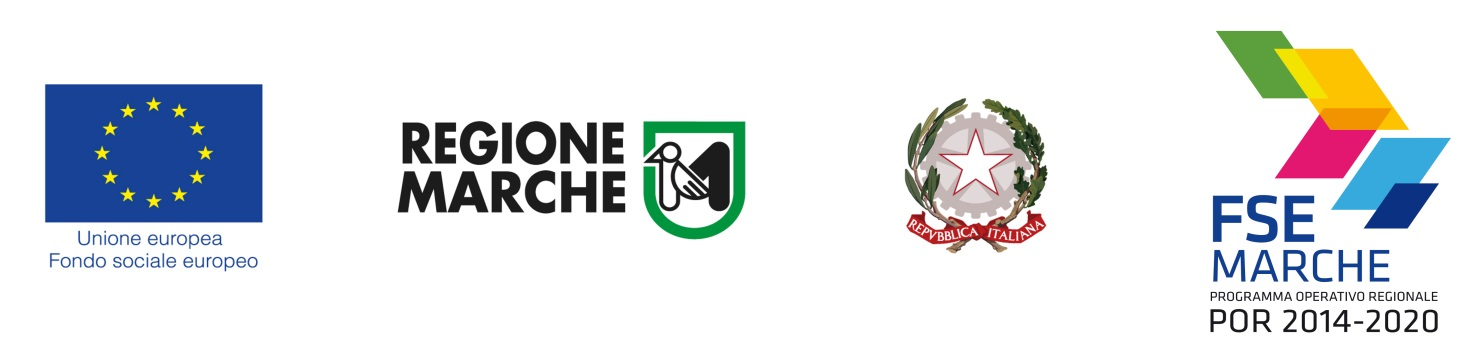 Unione europea
Fondo sociale europeo
REGIONE
MARCHE
REPVBBLICA ITALIANA
FSE
MARCHE
PROGRAMMA OPERATIVO REGIONALE
POR 2014-2020